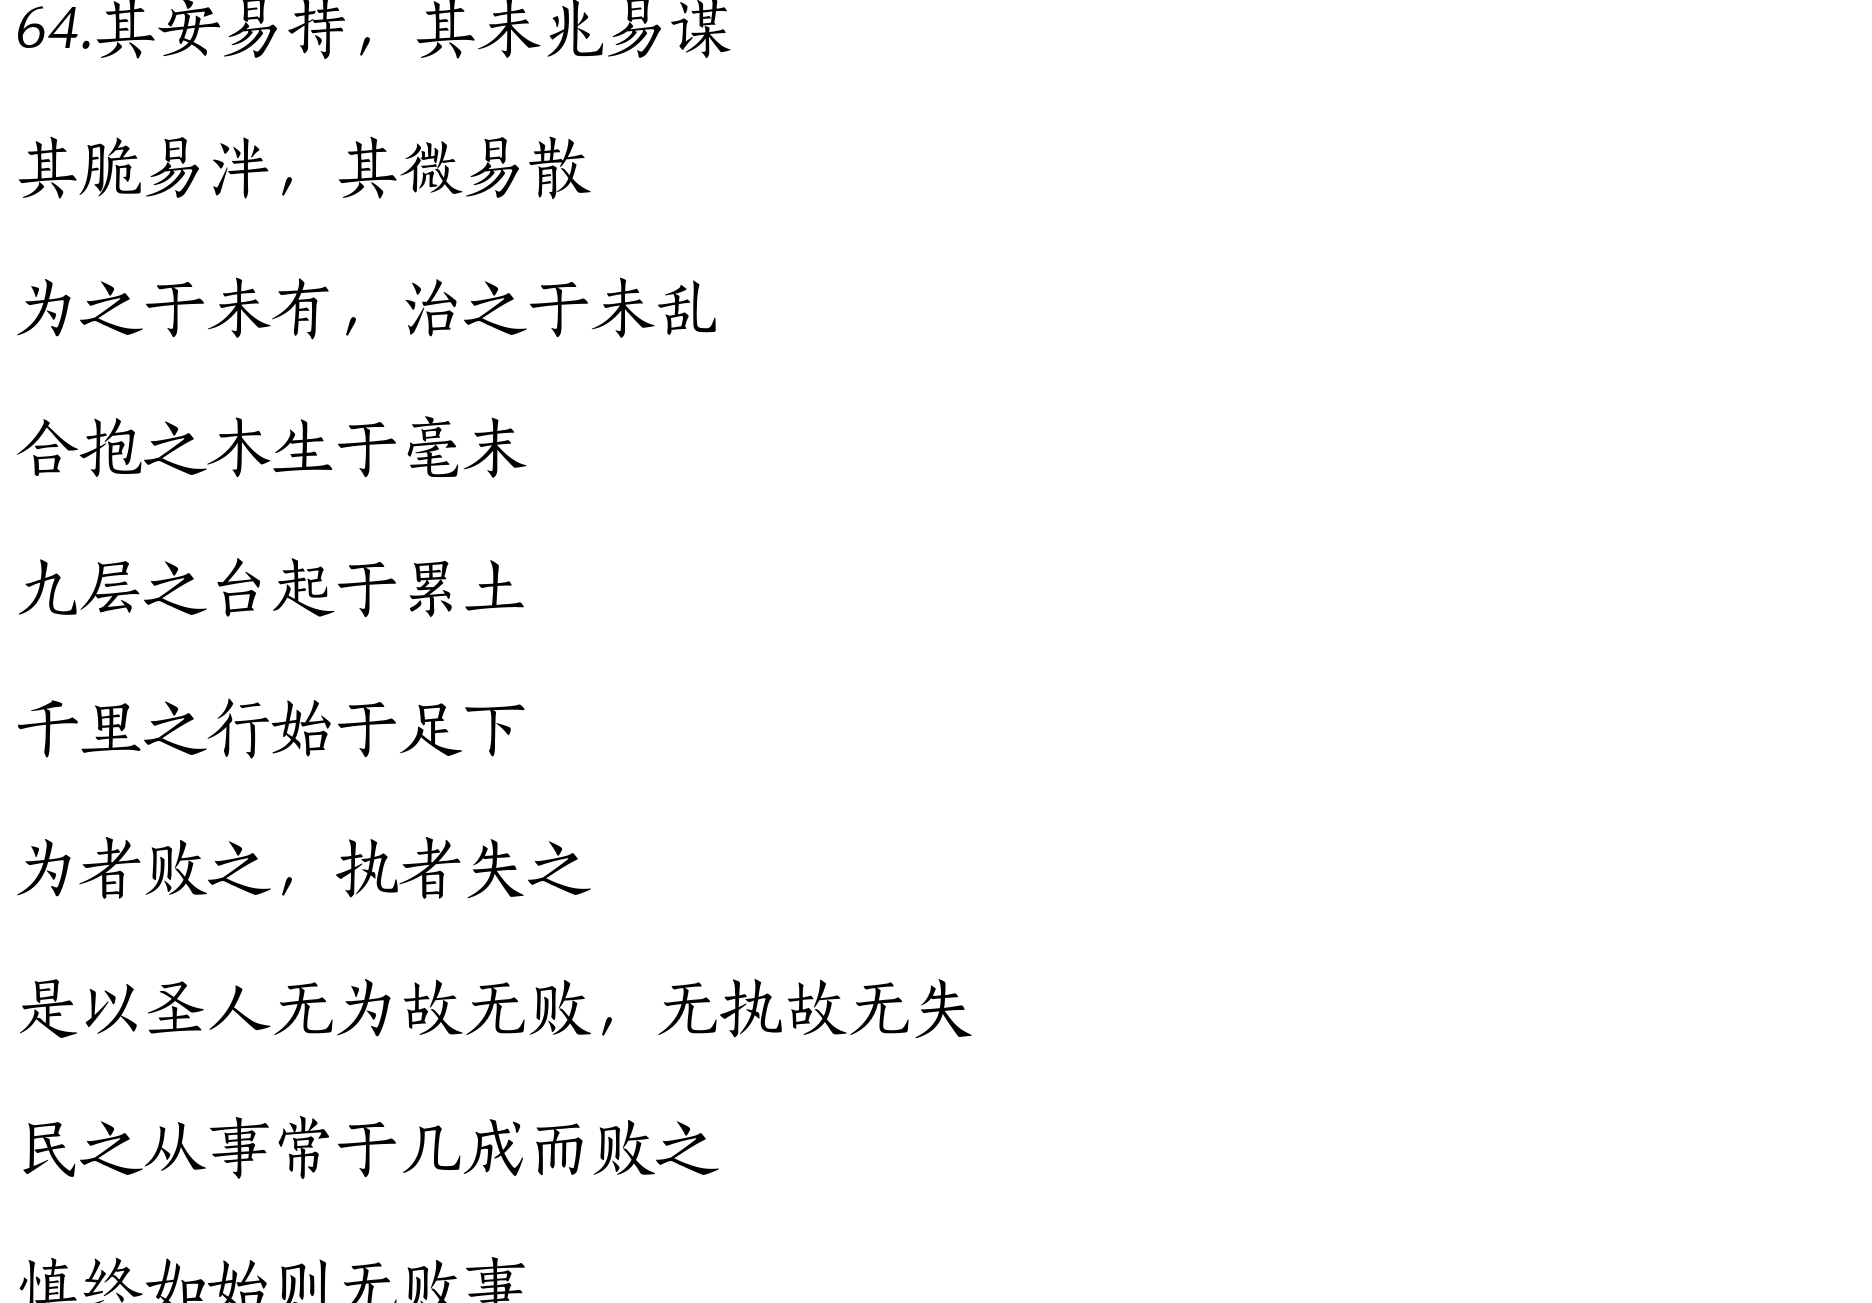 64.其安易持，其未兆易谋
其脆易泮，其微易散
为之于未有，治之于未乱
合抱之木生于毫末
九层之台起于累土
千里之行始于足下
为者败之，执者失之
是以圣人无为故无败，无执故无失
民之从事常于几成而败之
慎终如始则无败事